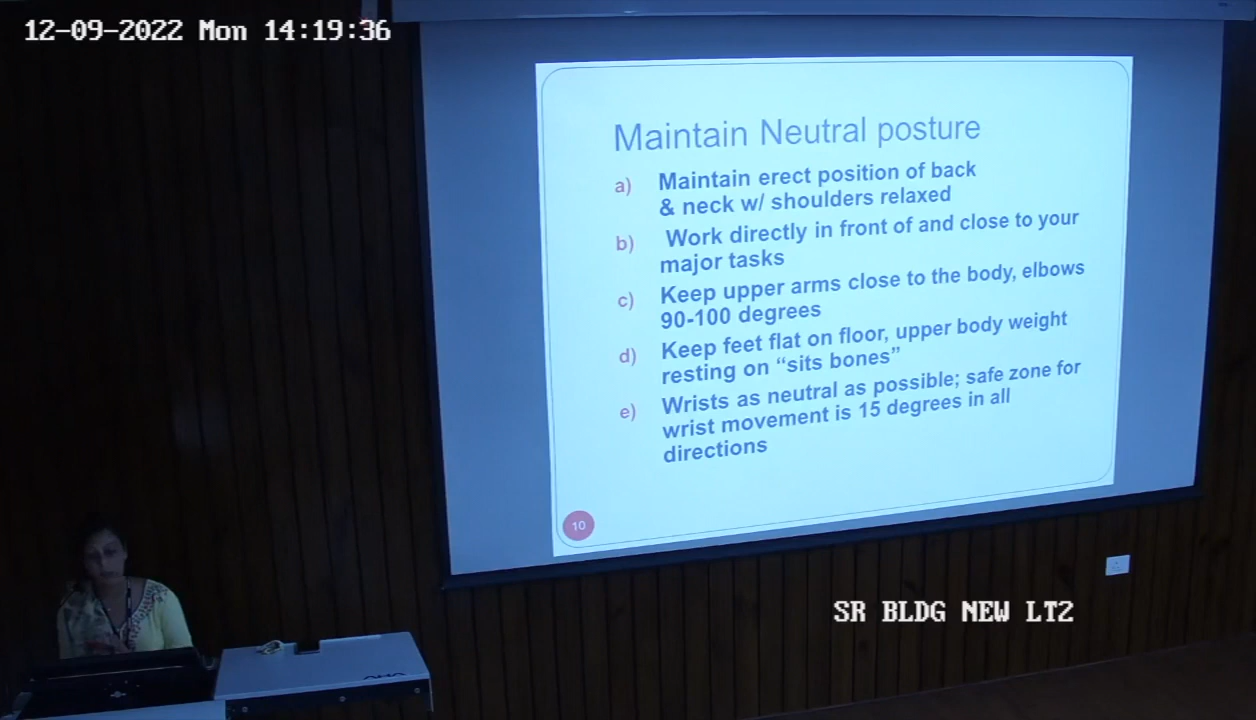 12-09-2022 Mon 14:19:36
Maintain Neutral posture
a) Maintain erect position of back
& neck w/ shoulders relaxed
b) Work directly in front of and close to your
major tasks
c) Keep upper arms close to the body, elbows
90-100 degrees
d) Keep feet flat on floor, upper body weight
resting on “sits bones”
e) Wrists as neutral as possible; safe zone for
wrist movement is 15 degrees in all
directions
10
SR BLDG NEW LT2